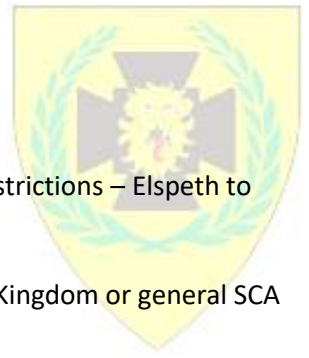 strictions – Elspeth to
Kingdom or general SCA